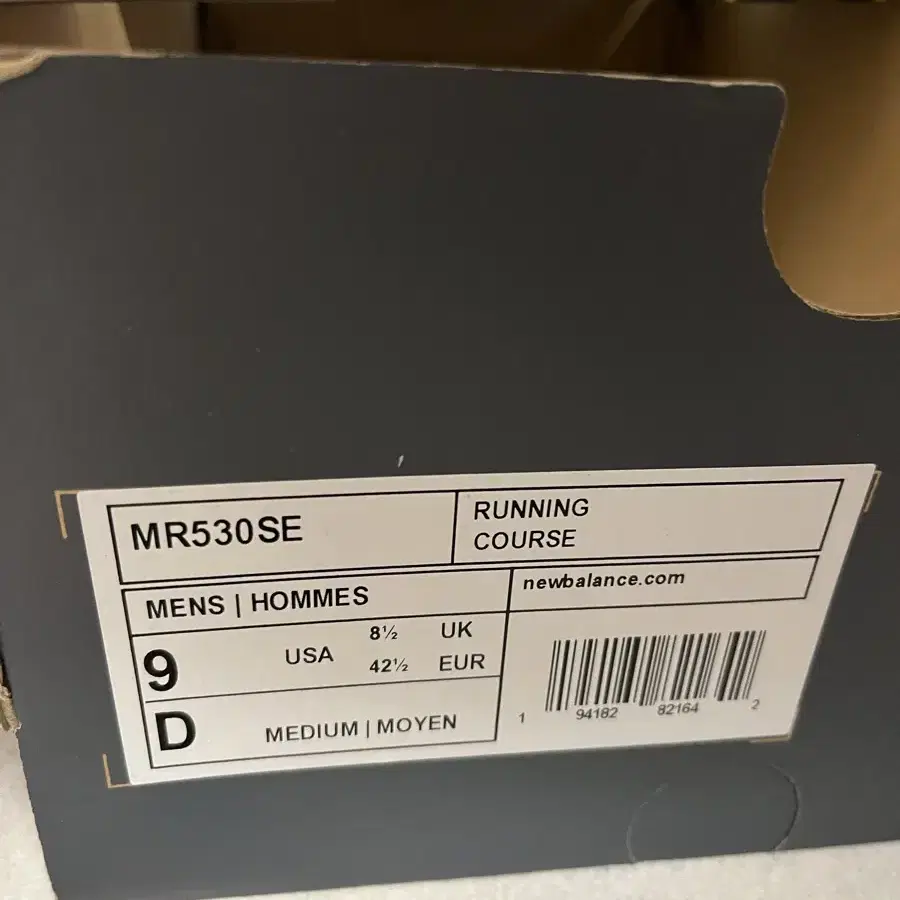 MR530SE
RUNNING
COURSE
MENS | HOMMES
newbalance.com
9 USA 8½ UK
42½ EUR
D MEDIUM | MOYEN
1 94182 82164 2